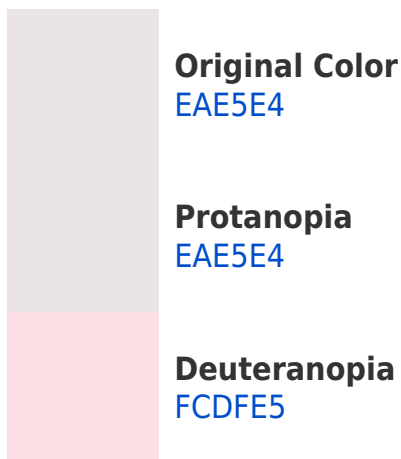 Original Color
EAE5E4
Protanopia
EAE5E4
Deuteranopia
FCDFE5